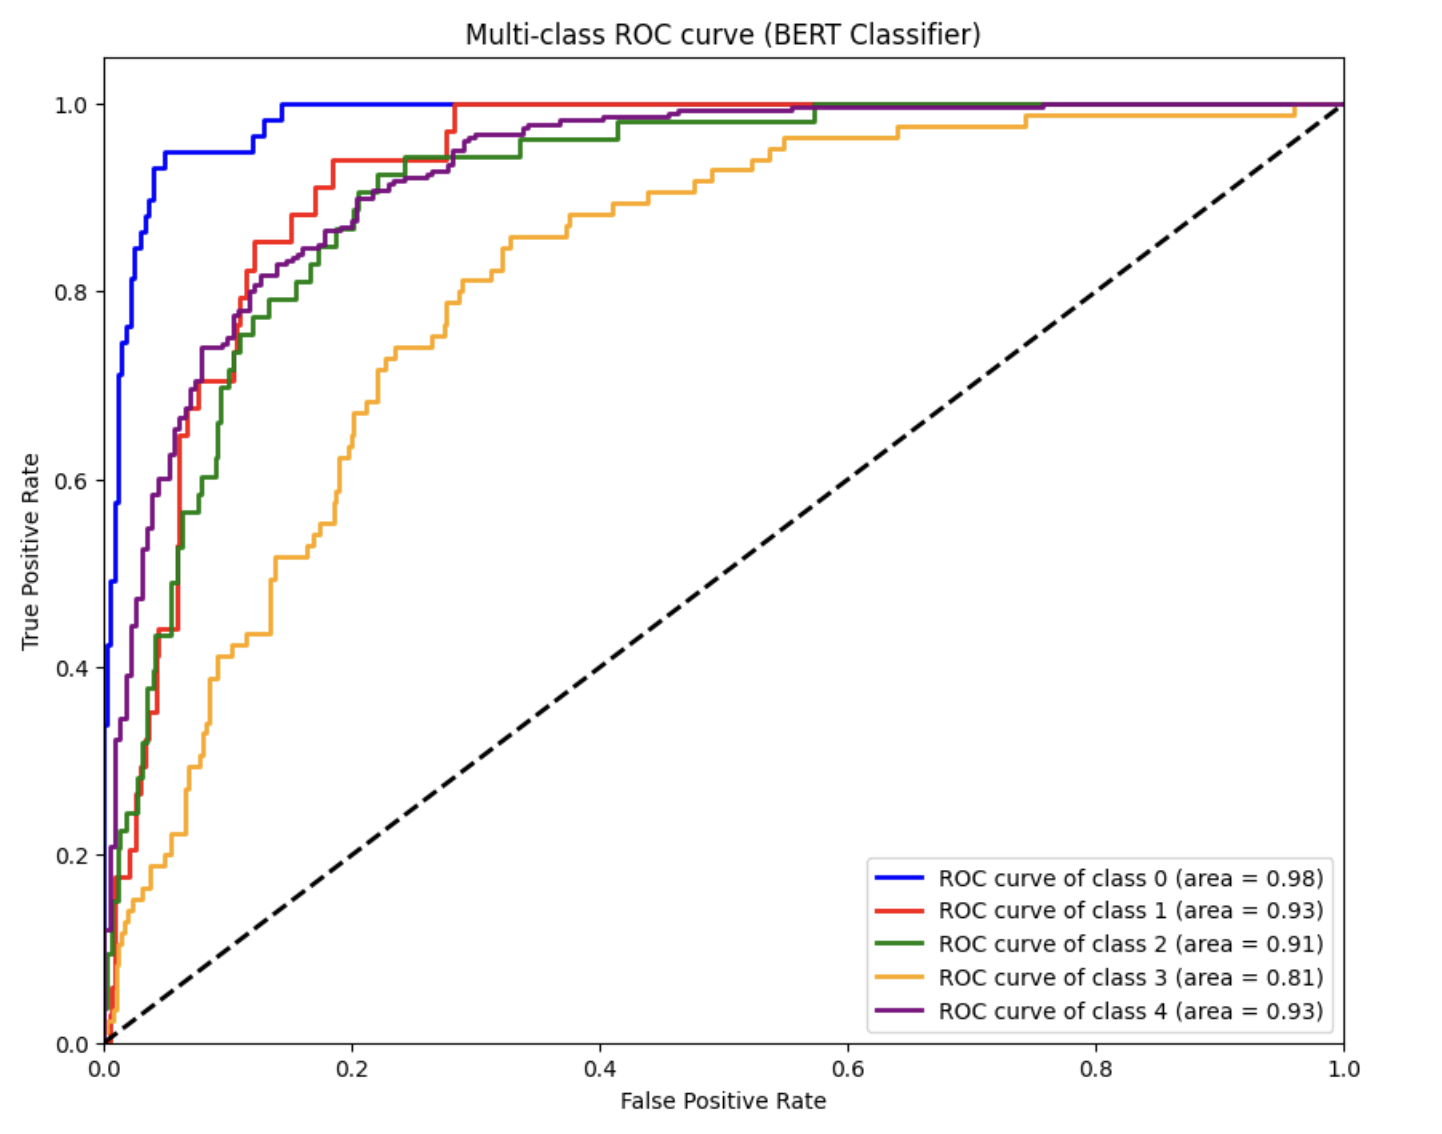 Multi-class ROC curve (BERT Classifier)
True Positive Rate
1.0
0.8
0.6
0.4
0.2
0.0
0.0 0.2 0.4 0.6 0.8 1.0
False Positive Rate
ROC curve of class 0 (area = 0.98)
ROC curve of class 1 (area = 0.93)
ROC curve of class 2 (area = 0.91)
ROC curve of class 3 (area = 0.81)
ROC curve of class 4 (area = 0.93)